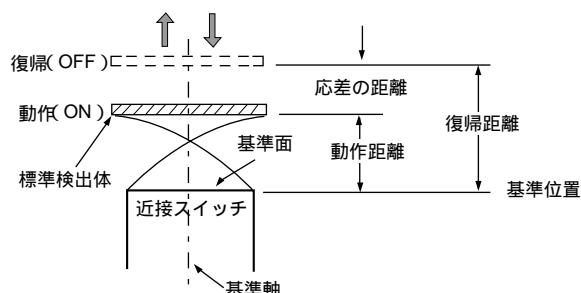 復帰(OFF)
応差の距離
動作(ON)
復帰距離
基準面
動作距離
標準検出体
基準位置
近接スイッチ
基準軸